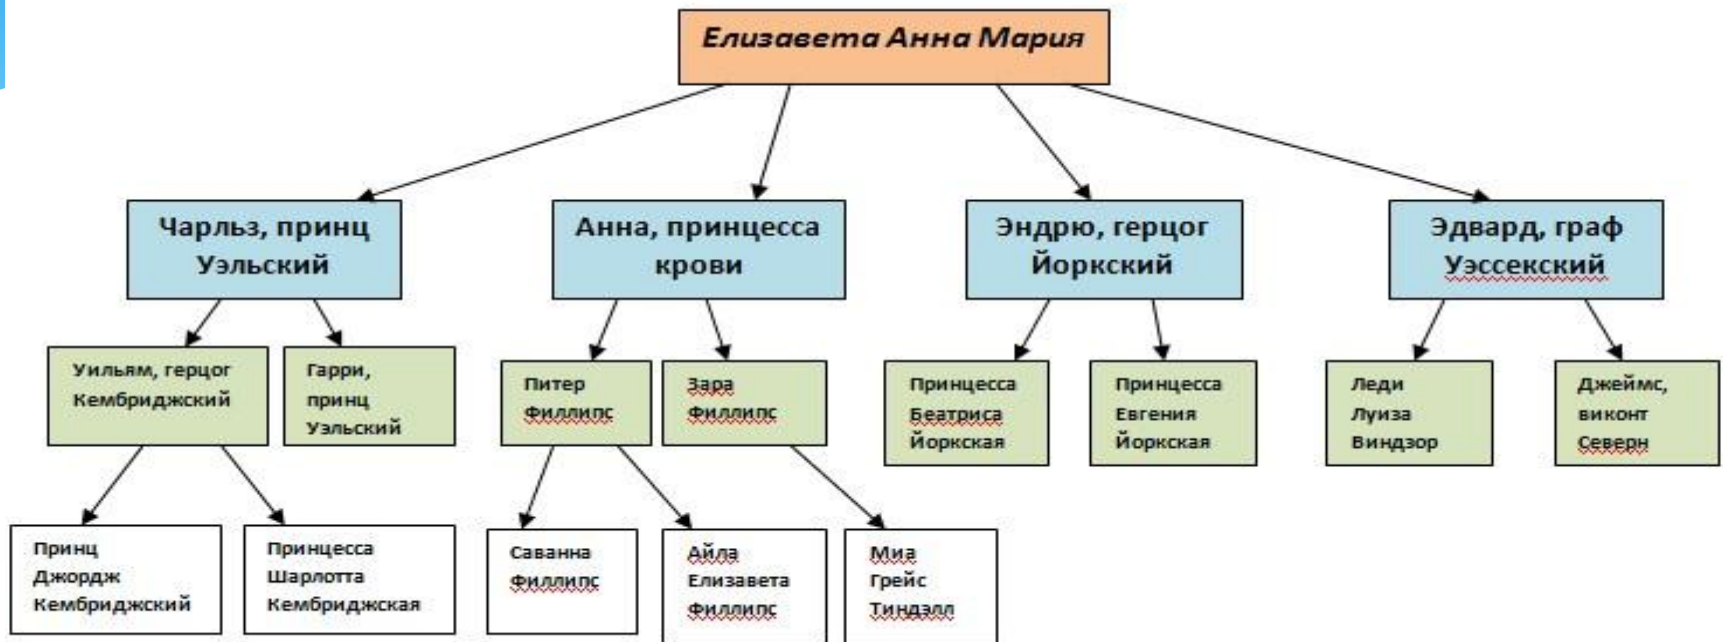 Елизавета Анна Мария
Чарльз, принц
Уэльский
Анна, принцесса
крови
Эндрю, герцог
Йоркский
Эдвард, граф
Уэссекский
Уильям, герцог
Кембриджский
Гарри,
принц
Уэльский
Питер
Филлипс
Зара
Филлипс
Принцесса
Беатриса
Йоркская
Принцесса
Евгения
Йоркская
Леди
Луиза
Виндзор
Джеймс,
виконт
Северн
Принц
Джордж
Кембриджский
Принцесса
Шарлотта
Кембриджская
Саванна
Филлипс
Айла
Елизавета
Филлипс
Миа
Грейс
Тиндэлл